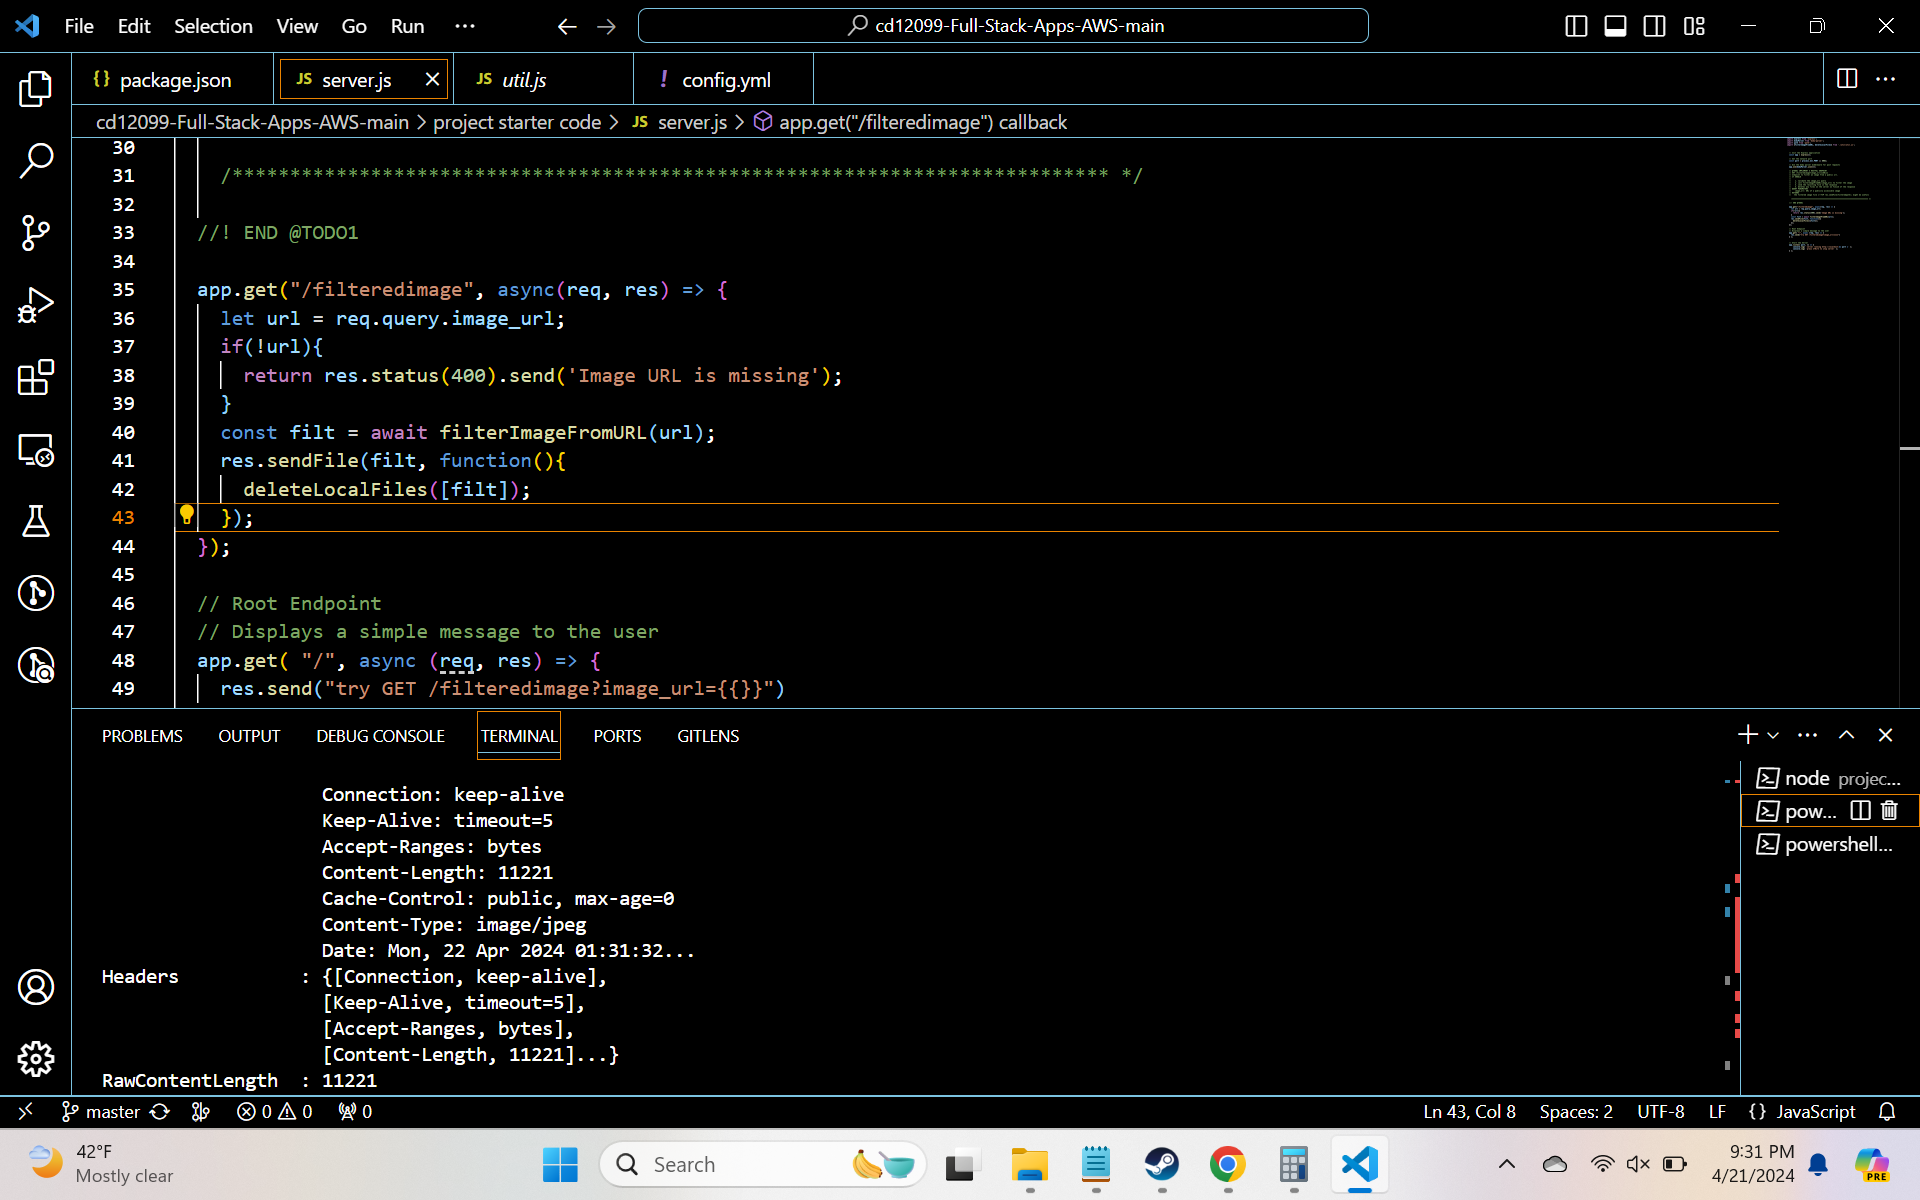 File Edit Selection View Go Run ···
cd12099-Full-Stack-Apps-AWS-main
{} package.json
JS server.js
JS util.js
! config.yml
cd12099-Full-Stack-Apps-AWS-main > project starter code > JS server.js > app.get("/filteredimage") callback
30
31 /**************************************************************************** */
32
33 //! END @TODO1
34
35 app.get("/filteredimage", async(req, res) => {
36 let url = req.query.image_url;
37 if(!url){
38 return res.status(400).send('Image URL is missing');
39 }
40 const filt = await filterImageFromURL(url);
41 res.sendFile(filt, function(){
42 deleteLocalFiles([filt]);
43 });
44 });
45
46 // Root Endpoint
47 // Displays a simple message to the user
48 app.get( "/", async (req, res) => {
49 res.send("try GET /filteredimage?image_url={{}}")
PROBLEMS OUTPUT DEBUG CONSOLE TERMINAL PORTS GITLENS
Connection: keep-alive
Keep-Alive: timeout=5
Accept-Ranges: bytes
Content-Length: 11221
Cache-Control: public, max-age=0
Content-Type: image/jpeg
Date: Mon, 22 Apr 2024 01:31:32...
Headers : {[Connection, keep-alive],
[Keep-Alive, timeout=5],
[Accept-Ranges, bytes],
[Content-Length, 11221]...}
RawContentLength : 11221
node projec...
pow...
powershell...
master 0 0 0
Ln 43, Col 8 Spaces: 2 UTF-8 LF {} JavaScript
42°F
Mostly clear
Search
9:31 PM
4/21/2024
PRE